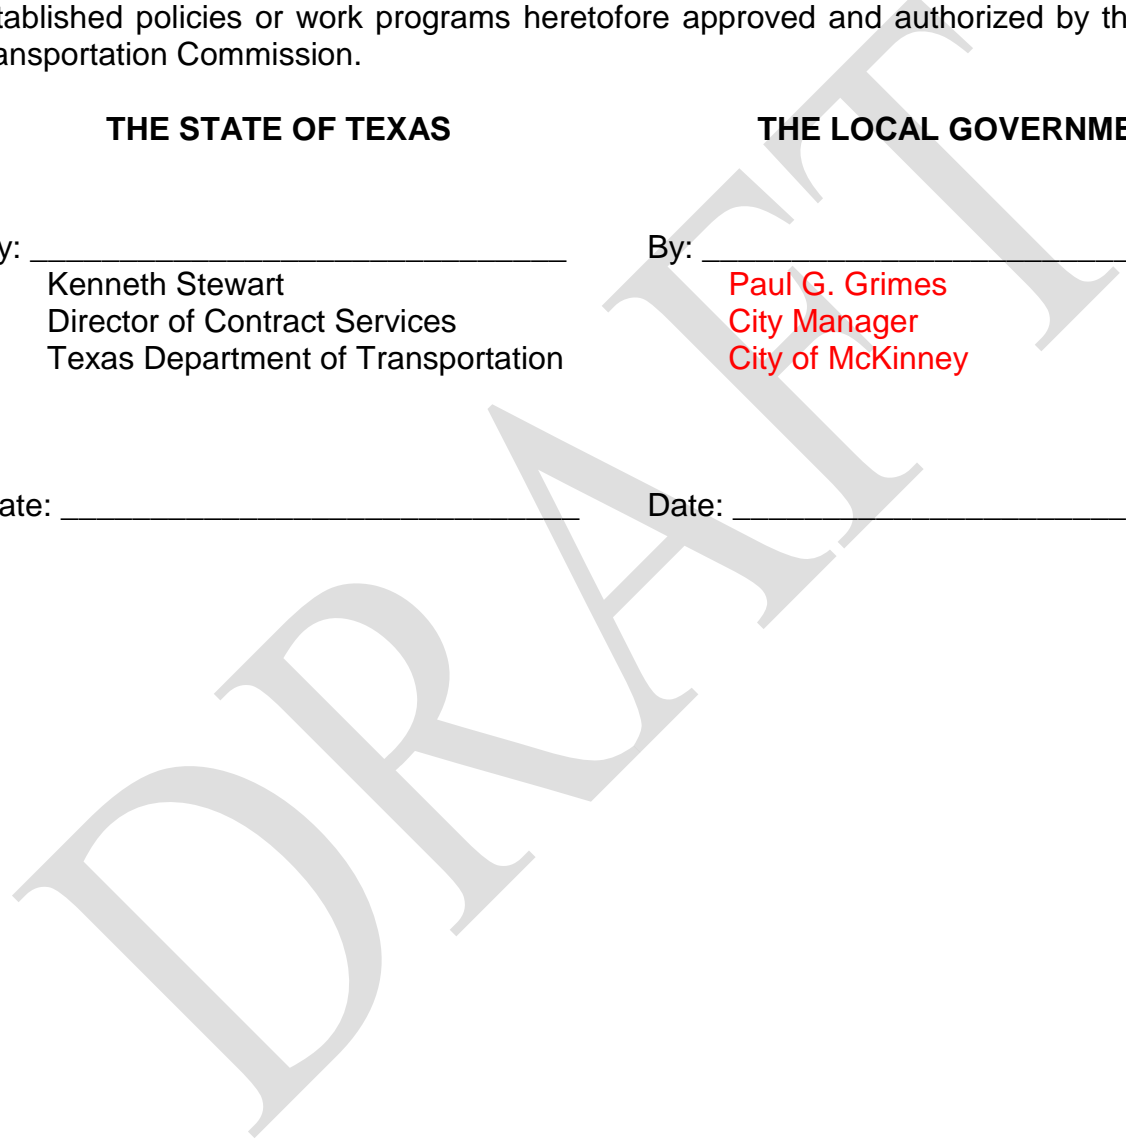 tablished policies or work programs heretofore approved and authorized by th
ansportation Commission.
THE STATE OF TEXAS
THE LOCAL GOVERNME
y: ______________________________
By: ________________________
Kenneth Stewart
Paul G. Grimes
Director of Contract Services
City Manager
Texas Department of Transportation
City of McKinney
ate: _____________________________
Date: ______________________
DRAFT